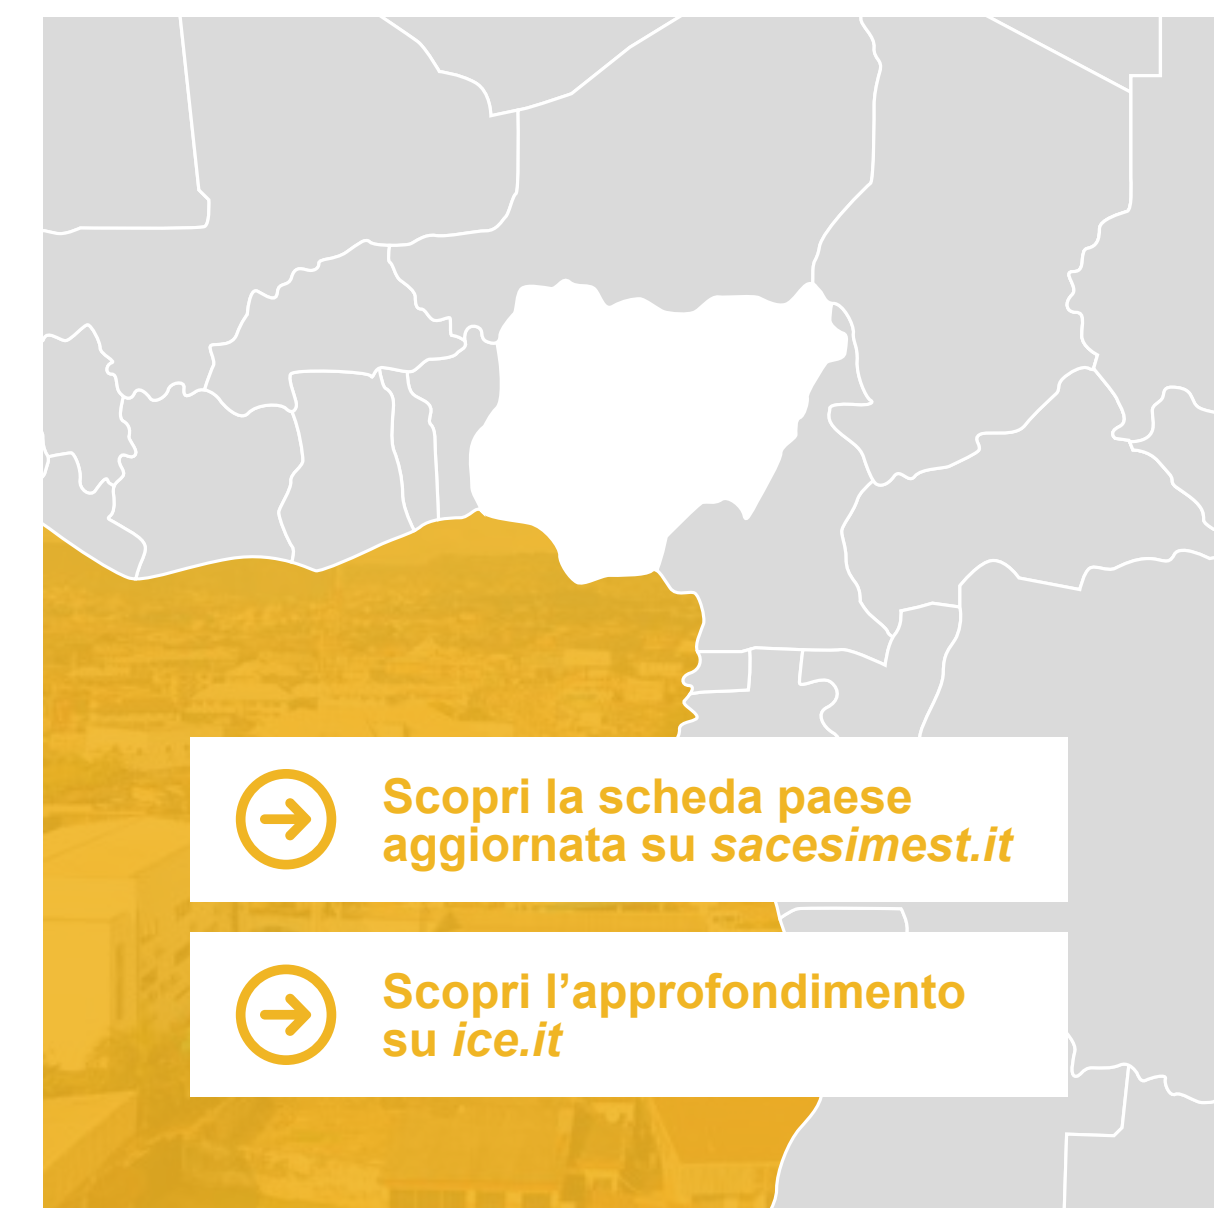 Scopri la scheda paese
aggiornata su sacesimest.it
Scopri l’approfondimento
su ice.it